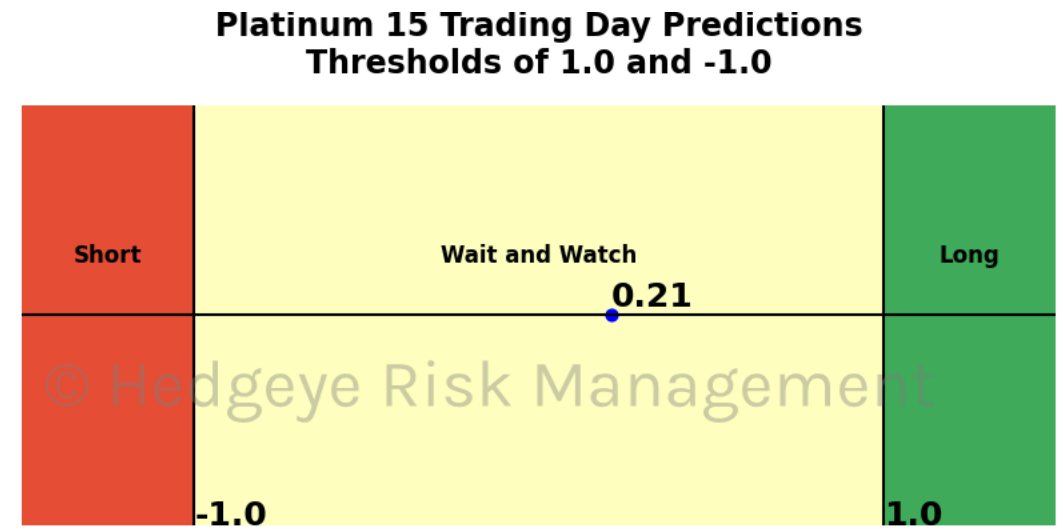 Platinum 15 Trading Day Predictions
Thresholds of 1.0 and -1.0
Short
Wait and Watch
Long
0.21
© Hedgeye Risk Management
-1.0
1.0